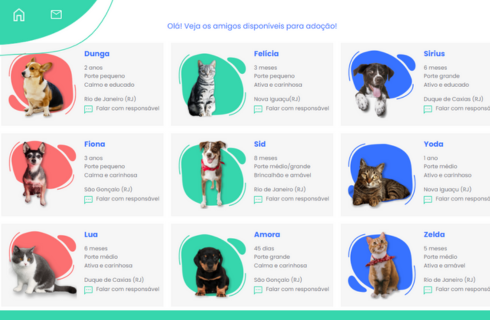 Olá! Veja os amigos disponíveis para adoção!
Dunga
2 anos
Porte pequeno
Calmo e educado
Rio de Janeiro (RJ)
Falar com responsável
Felícia
3 meses
Porte pequeno
Ativa e carinhosa
Nova Iguaçu(RJ)
Falar com responsável
Sirius
6 meses
Porte grande
Ativo e educado
Duque de Caxias (RJ)
Falar com responsá
Fiona
3 anos
Porte pequeno
Ativa e carinhosa
São Gonçalo (RJ)
Falar com responsável
Sid
8 meses
Porte médio/grande
Brincalhão e amável
Rio de Janeiro (RJ)
Falar com responsável
Yoda
1 ano
Porte médio
Ativo e carinhoso
Nova Iguaçu (RJ)
Falar com responsá
Lua
8 meses
Porte médio
Ativa e carinhosa
Duque de Caxias (RJ)
Falar com responsável
Amora
45 dias
Porte grande
Calma e carinhosa
São Gonçalo (RJ)
Falar com responsável
Zelda
5 meses
Porte médio
Ativa e amável
Rio de Janeiro (RJ)
Falar com responsá